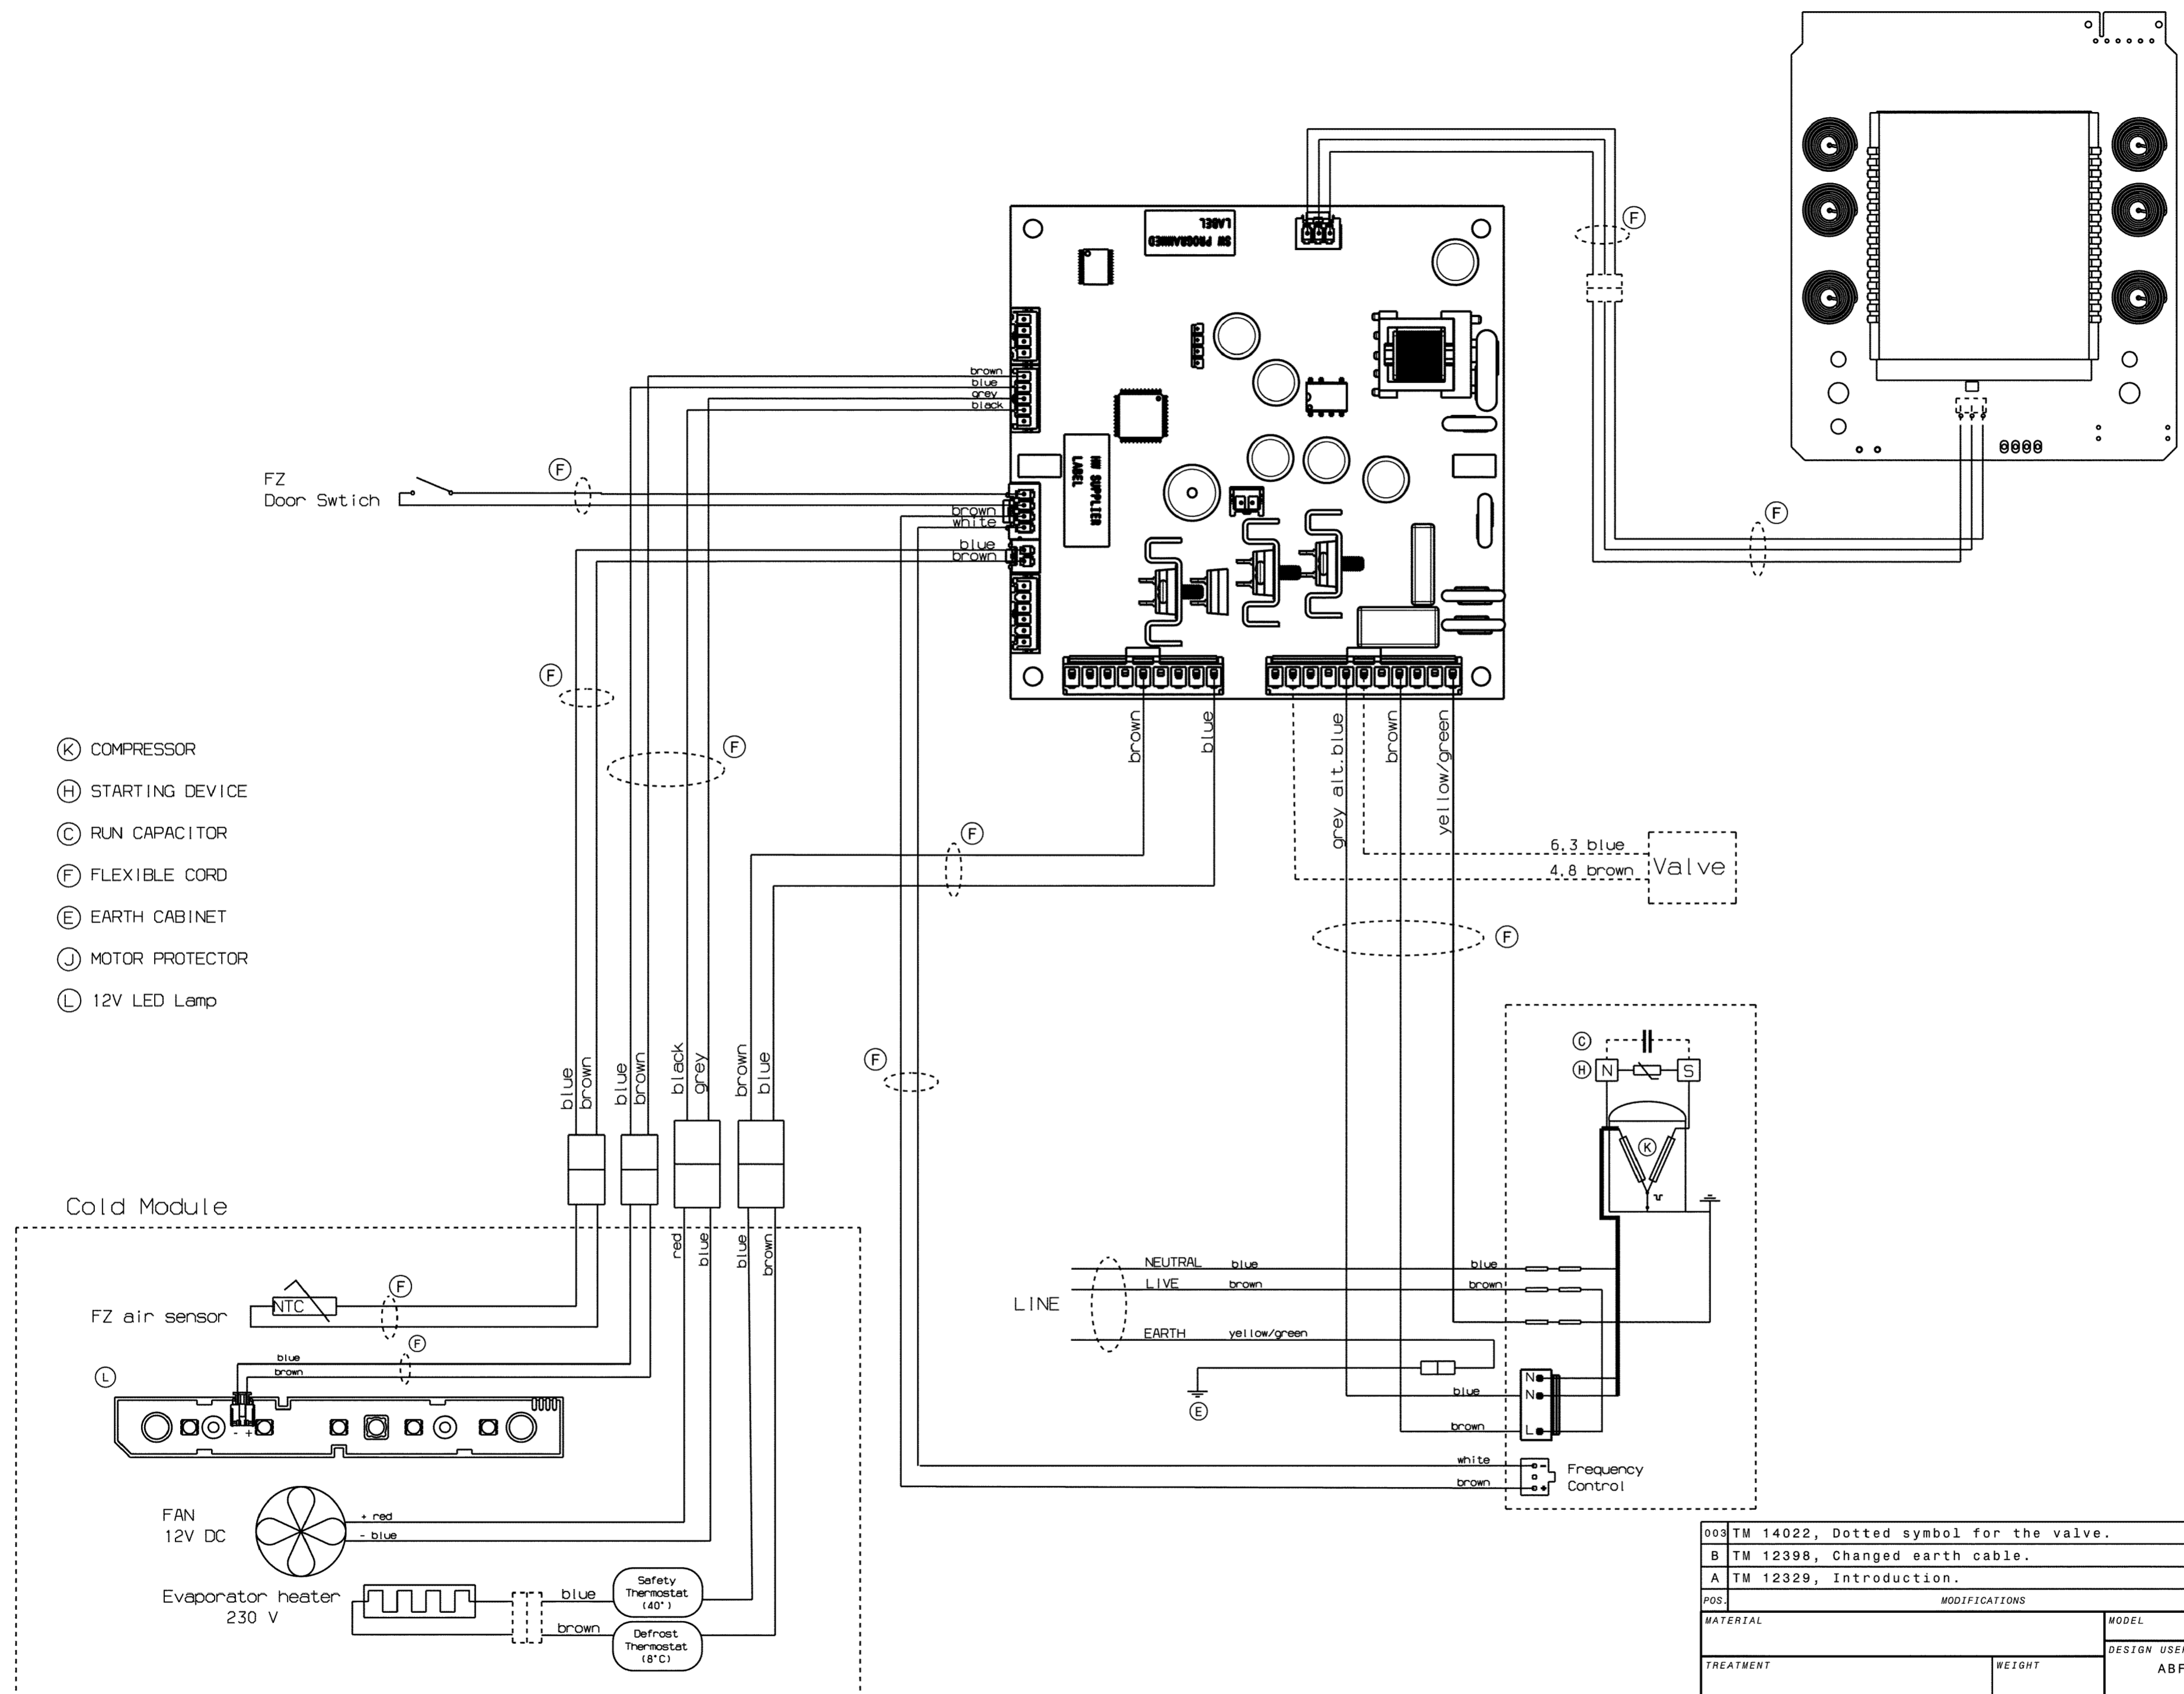 LABEL
SW PROGRAMMED
brown
blue
grey
black
F
F
FZ
Door Swtich
F
HW SUPPLIER
LABEL
brown
white
blue
brown
F
F
K COMPRESSOR
H STARTING DEVICE
C RUN CAPACITOR
F FLEXIBLE CORD
E EARTH CABINET
J MOTOR PROTECTOR
L 12V LED Lamp
F
F
brown
blue
grey alt.blue
brown
yellow/green
6.3 blue
4.8 brown
Valve
F
F
blue
brown
blue
brown
black
grey
brown
blue
C
H N S
K
Cold Module
red
blue
blue
brown
FZ air sensor
NTC
F
F
L
blue
brown
- +
FAN
12V DC
+ red
- blue
Evaporator heater
230 V
blue
brown
Safety
Thermostat
(40°)
Defrost
Thermostat
(8°C)
LINE
NEUTRAL blue blue
LIVE brown brown
EARTH yellow/green
E
blue
brown
N
N
L
white
brown
-
+
Frequency
Control
003 TM 14022, Dotted symbol for the valve.
B TM 12398, Changed earth cable.
A TM 12329, Introduction.
POS. MODIFICATIONS
MATERIAL
MODEL
DESIGN USE
TREATMENT
WEIGHT
ABF